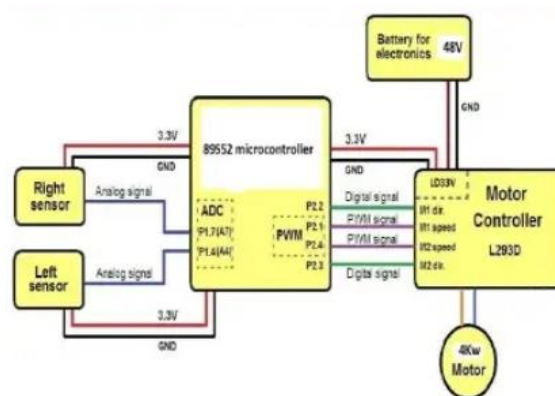 Battery for
electronics 48V
GND
3.3V
GND
89552 microcontroller
3.3V
GND
LD33V
Right
sensor
Analog signal
ADC
P1.7(A7)
P1.4(A4)
PWM
P2.2
P2.1
P2.4
P2.3
Digital signal
PWM signal
PWM signal
Digital signal
M1 dir.
M1 speed
M2 speed
M2 dir.
Motor
Controller
L293D
Left
sensor
Analog signal
3.3V
GND
4Kw
Motor